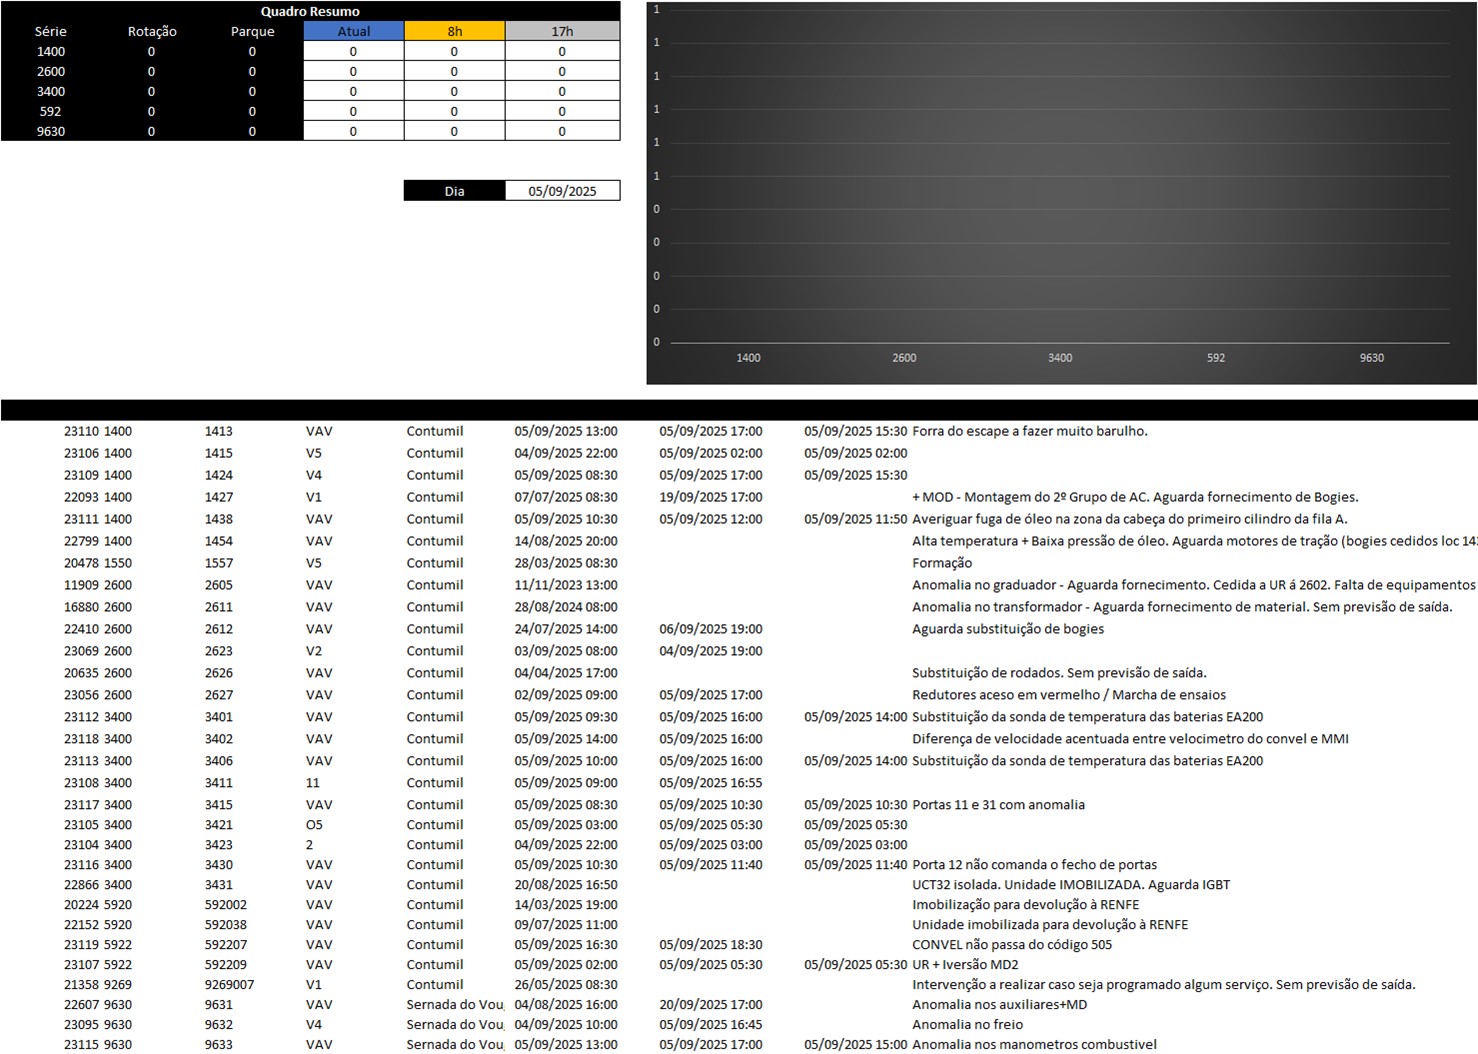 Quadro Resumo
Série Rotação Parque Atual 8h 17h
1400 0 0 0 0 0
2600 0 0 0 0 0
3400 0 0 0 0 0
592 0 0 0 0 0
9630 0 0 0 0 0
Dia 05/09/2025
1
1
1
1
1
1
0
0
0
0
0
1400 2600 3400 592 9630
23110 1400 1413 VAV Contumil 05/09/2025 13:00 05/09/2025 17:00 05/09/2025 15:30 Forra do escape a fazer muito barulho.
23106 1400 1415 V5 Contumil 04/09/2025 22:00 05/09/2025 02:00 05/09/2025 02:00
23109 1400 1424 V4 Contumil 05/09/2025 08:30 05/09/2025 17:00 05/09/2025 15:30
22093 1400 1427 V1 Contumil 07/07/2025 08:30 19/09/2025 17:00 + MOD - Montagem do 2º Grupo de AC. Aguarda fornecimento de Bogies.
23111 1400 1438 VAV Contumil 05/09/2025 10:30 05/09/2025 12:00 05/09/2025 11:50 Averiguar fuga de óleo na zona da cabeça do primeiro cilindro da fila A.
22799 1400 1454 VAV Contumil 14/08/2025 20:00 Alta temperatura + Baixa pressão de óleo. Aguarda motores de tração (bogies cedidos loc
20478 1550 1557 V5 Contumil 28/03/2025 08:30 Formação
11909 2600 2605 VAV Contumil 11/11/2023 13:00 Anomalia no graduador - Aguarda fornecimento. Cedida a UR á 2602. Falta de equipamentos
16880 2600 2611 VAV Contumil 28/08/2024 08:00 Anomalia no transformador - Aguarda fornecimento de material. Sem previsão de saída.
22410 2600 2612 VAV Contumil 24/07/2025 14:00 06/09/2025 19:00 Aguarda substituição de bogies
23069 2600 2623 V2 Contumil 03/09/2025 08:00 04/09/2025 19:00
20635 2600 2626 VAV Contumil 04/04/2025 17:00 Substituição de rodados. Sem previsão de saída.
23056 2600 2627 VAV Contumil 02/09/2025 09:00 05/09/2025 17:00 Redutores aceso em vermelho / Marcha de ensaios
23112 3400 3401 VAV Contumil 05/09/2025 09:30 05/09/2025 16:00 05/09/2025 14:00 Substituição da sonda de temperatura das baterias EA200
23118 3400 3402 VAV Contumil 05/09/2025 14:00 05/09/2025 16:00 Diferença de velocidade acentuada entre velocimetro do convel e MMI
23113 3400 3406 VAV Contumil 05/09/2025 10:00 05/09/2025 16:00 05/09/2025 14:00 Substituição da sonda de temperatura das baterias EA200
23108 3400 3411 11 Contumil 05/09/2025 09:00 05/09/2025 16:55
23117 3400 3415 VAV Contumil 05/09/2025 08:30 05/09/2025 10:30 05/09/2025 10:30 Portas 11 e 31 com anomalia
23105 3400 3421 O5 Contumil 05/09/2025 03:00 05/09/2025 05:30 05/09/2025 05:30
23104 3400 3423 2 Contumil 04/09/2025 22:00 05/09/2025 03:00 05/09/2025 03:00
23116 3400 3430 VAV Contumil 05/09/2025 10:30 05/09/2025 11:40 05/09/2025 11:40 Porta 12 não comanda o fecho de portas
22866 3400 3431 VAV Contumil 20/08/2025 16:50 UCT32 isolada. Unidade IMOBILIZADA. Aguarda IGBT
20224 5920 592002 VAV Contumil 14/03/2025 19:00 Imobilização para devolução à RENFE
22152 5920 592038 VAV Contumil 09/07/2025 11:00 Unidade imobilizada para devolução à RENFE
23119 5922 592207 VAV Contumil 05/09/2025 16:30 05/09/2025 18:30 CONVEL não passa do código 505
23107 5922 592209 VAV Contumil 05/09/2025 02:00 05/09/2025 05:30 05/09/2025 05:30 UR + Iversão MD2
21358 9269 9269007 V1 Contumil 26/05/2025 08:30 Intervenção a realizar caso seja programado algum serviço. Sem previsão de saída.
22607 9630 9631 VAV Sernada do Vou 04/08/2025 16:00 20/09/2025 17:00 Anomalia nos auxiliares+MD
23095 9630 9632 V4 Sernada do Vou 04/09/2025 10:00 05/09/2025 16:45 Anomalia no freio
23115 9630 9633 VAV Sernada do Vou 05/09/2025 13:00 05/09/2025 17:00 05/09/2025 15:00 Anomalia nos manometros combustivel